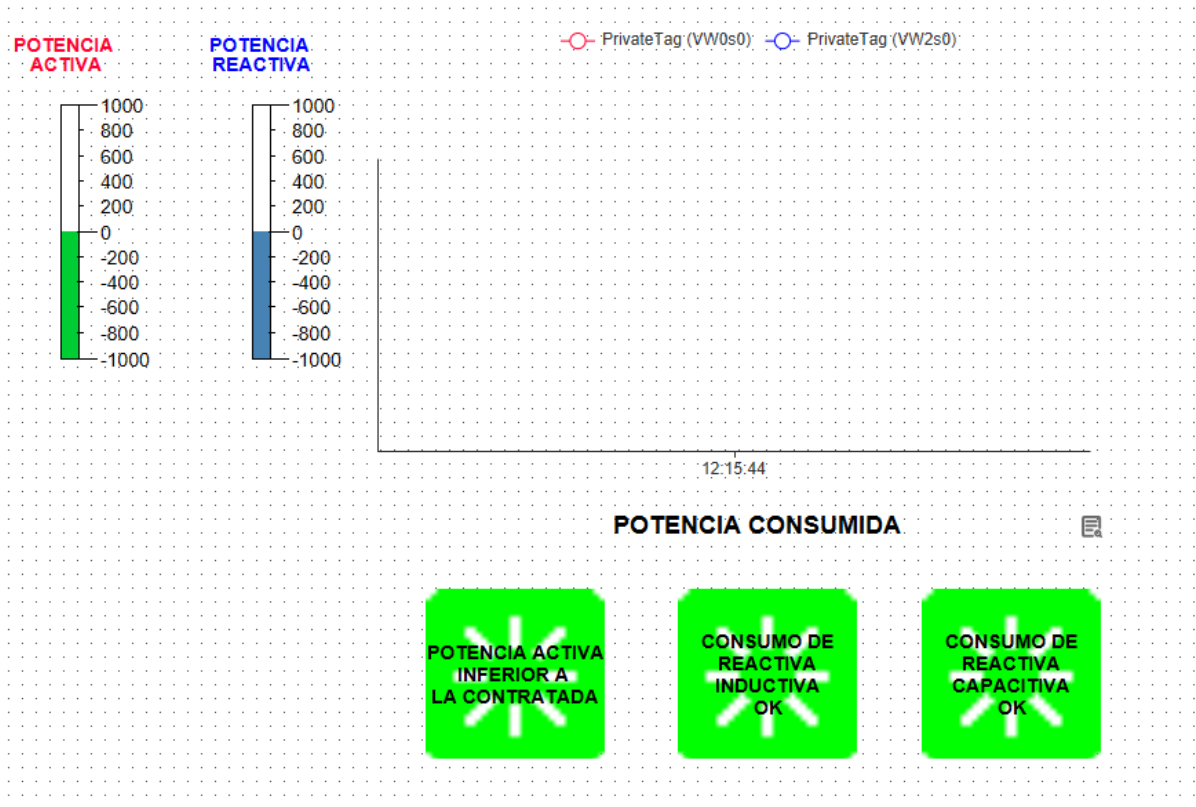 POTENCIA
ACTIVA
POTENCIA
REACTIVA
PrivateTag (VW0s0) PrivateTag (VW2s0)
1000
800
600
400
200
0
-200
-400
-600
-800
-1000
1000
800
600
400
200
0
-200
-400
-600
-800
-1000
12:15:44
POTENCIA CONSUMIDA
POTENCIA ACTIVA
INFERIOR A
LA CONTRATADA
CONSUMO DE
REACTIVA
INDUCTIVA
OK
CONSUMO DE
REACTIVA
CAPACITIVA
OK